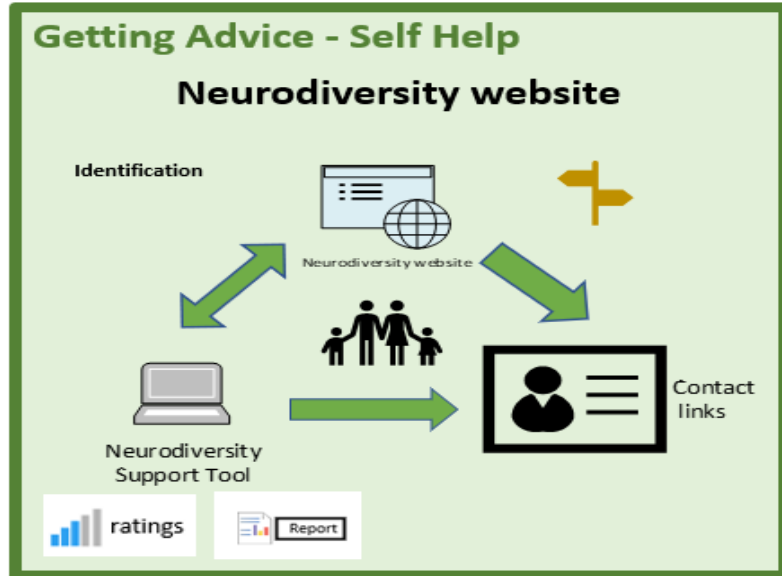 Getting Advice - Self Help
Neurodiversity website
Identification
Neurodiversity website
Contact
links
Neurodiversity
Support Tool
ratings
Report